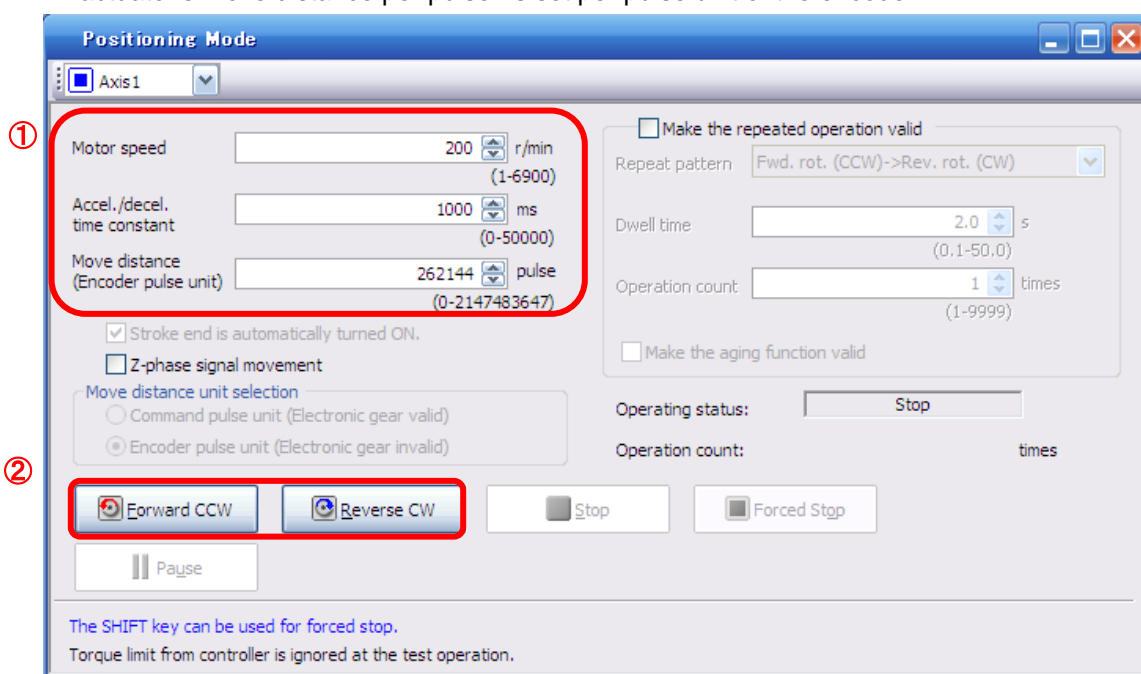 Positioning Mode
Axis1
①
Motor speed 200 r/min
(1-6900)
Accel./decel.
time constant 1000 ms
(0-50000)
Move distance
(Encoder pulse unit) 262144 pulse
(0-2147483647)
Stroke end is automatically turned ON.
Z-phase signal movement
Move distance unit selection
Command pulse unit (Electronic gear valid)
Encoder pulse unit (Electronic gear invalid)
Make the repeated operation valid
Repeat pattern Fwd. rot. (CCW)->Rev. rot. (CW)
Dwell time 2.0 s
(0.1-50.0)
Operation count 1 times
(1-9999)
Make the aging function valid
Operating status: Stop
Operation count: times
②
Forward CCW Reverse CW Stop Forced Stop
Pause
The SHIFT key can be used for forced stop.
Torque limit from controller is ignored at the test operation.